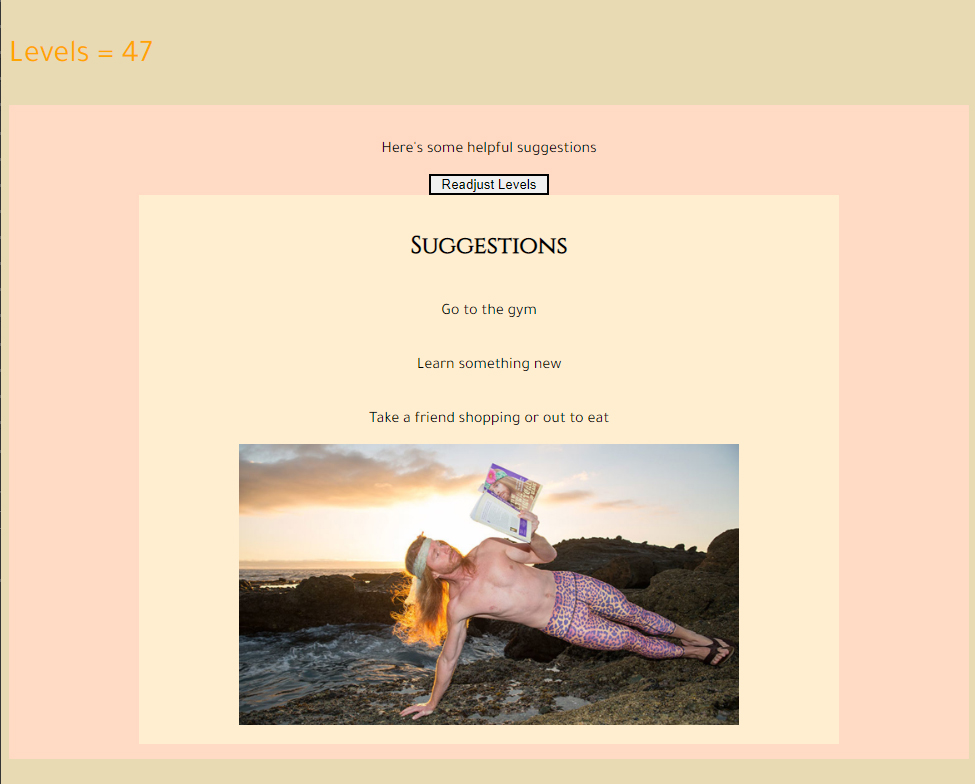 Levels = 47
Here's some helpful suggestions
Readjust Levels
Suggestions
Go to the gym
Learn something new
Take a friend shopping or out to eat